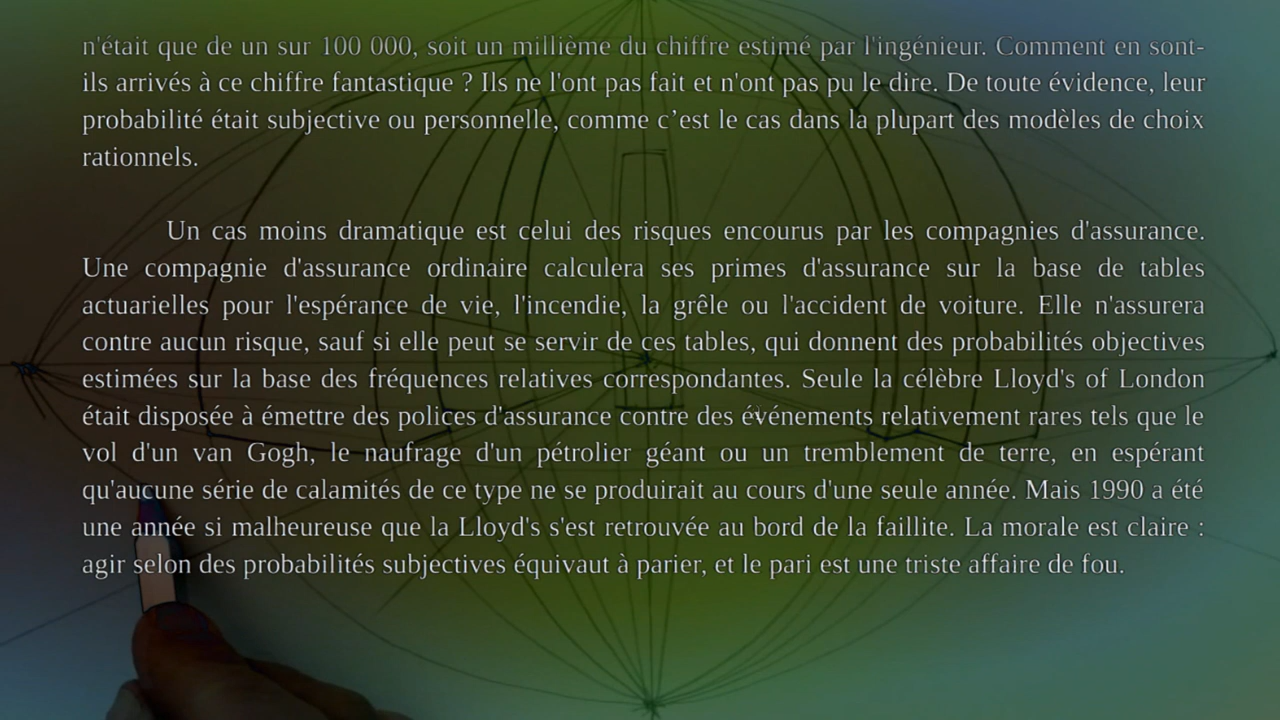 n'était que de un sur 100 000, soit un millième du chiffre estimé par l'ingénieur. Comment en sont-
ils arrivés à ce chiffre fantastique ? Ils ne l'ont pas fait et n'ont pas pu le dire. De toute évidence, leur
probabilité était subjective ou personnelle, comme c’est le cas dans la plupart des modèles de choix
rationnels.
Un cas moins dramatique est celui des risques encourus par les compagnies d'assurance.
Une compagnie d'assurance ordinaire calculera ses primes d'assurance sur la base de tables
actuarielles pour l'espérance de vie, l'incendie, la grêle ou l'accident de voiture. Elle n'assurera
contre aucun risque, sauf si elle peut se servir de ces tables, qui donnent des probabilités objectives
estimées sur la base des fréquences relatives correspondantes. Seule la célèbre Lloyd's of London
était disposée à émettre des polices d'assurance contre des événements relativement rares tels que le
vol d'un van Gogh, le naufrage d'un pétrolier géant ou un tremblement de terre, en espérant
qu'aucune série de calamités de ce type ne se produirait au cours d'une seule année. Mais 1990 a été
une année si malheureuse que la Lloyd's s'est retrouvée au bord de la faillite. La morale est claire :
agir selon des probabilités subjectives équivaut à parier, et le pari est une triste affaire de fou.